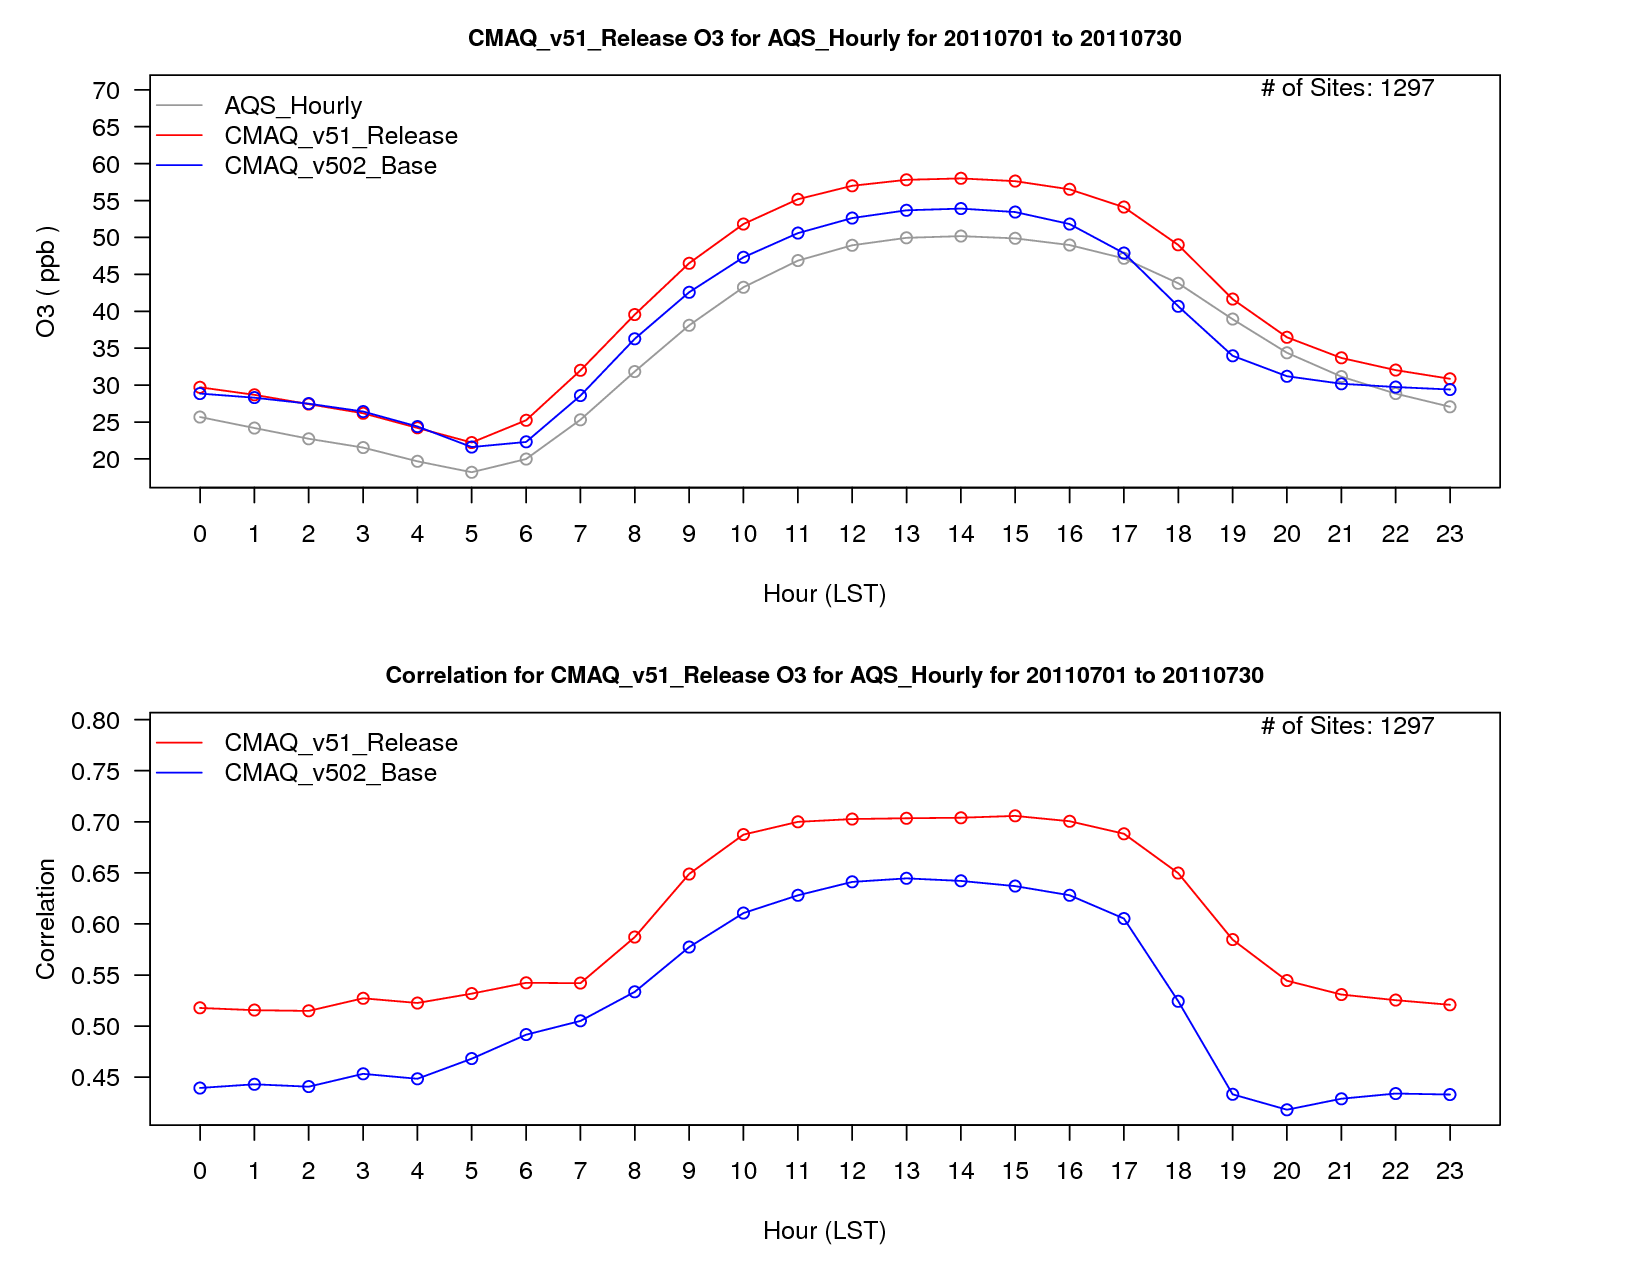 CMAQ_v51_Release O3 for AQS_Hourly for 20110701 to 20110730
# of Sites: 1297
AQS_Hourly
CMAQ_v51_Release
CMAQ_v502_Base
70
65
60
55
50
45
40
35
30
25
20
O3 ( ppb )
0 1 2 3 4 5 6 7 8 9 10 11 12 13 14 15 16 17 18 19 20 21 22 23
Hour (LST)
Correlation for CMAQ_v51_Release O3 for AQS_Hourly for 20110701 to 20110730
# of Sites: 1297
CMAQ_v51_Release
CMAQ_v502_Base
0.80
0.75
0.70
0.65
0.60
0.55
0.50
0.45
Correlation
0 1 2 3 4 5 6 7 8 9 10 11 12 13 14 15 16 17 18 19 20 21 22 23
Hour (LST)